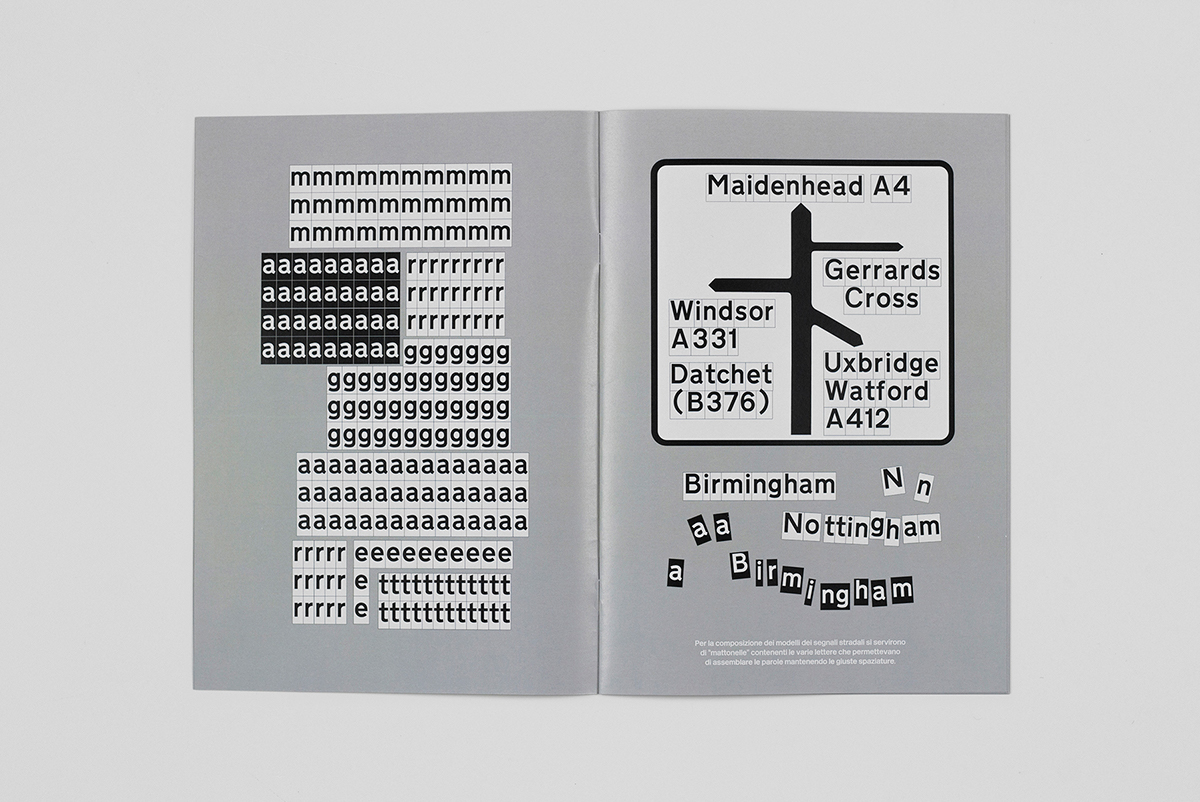 mmmmmmmmmm
mmmmmmmmmm
mmmmmmmmmm
aaaaaaaaa rrrrrrrrr
aaaaaaaaa rrrrrrrrr
aaaaaaaaa rrrrrrrrr
aaaaaaaaa ggggggg
gggggggggggg
gggggggggggg
gggggggggggg
aaaaaaaaaaaaaaa
aaaaaaaaaaaaaaa
aaaaaaaaaaaaaaa
rrrrr eeeeeeeeee
rrrrr e tttttttttttt
rrrrr e tttttttttttt
Maidenhead A4
Gerrards
Cross
Windsor
A331
Datchet
(B376)
Uxbridge
Watford
A412
Birmingham
N n
a a
Nottingham
a
Birmingham
Per la composizione dei modelli dei segnali stradali si servirono
di "mattonelle" contenenti le varie lettere che permettevano
di assemblare le parole mantenendo le giuste spaziature.